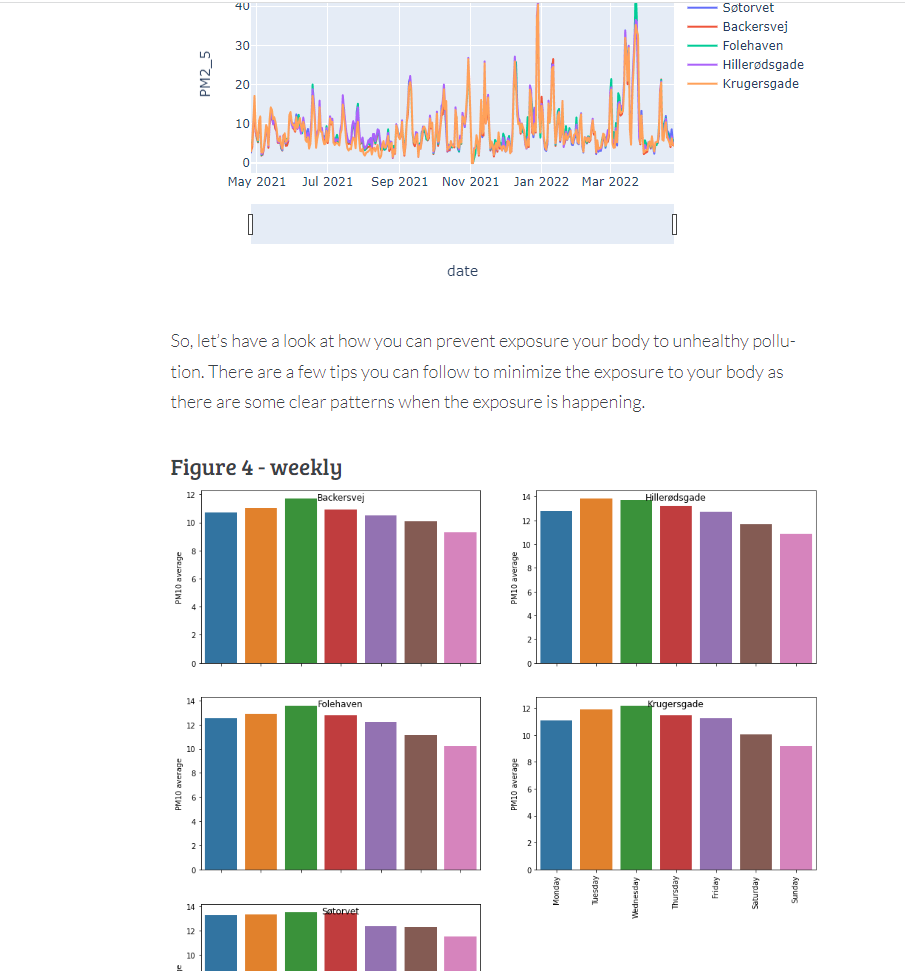 40
30
20
10
0
PM2_5
May 2021 Jul 2021 Sep 2021 Nov 2021 Jan 2022 Mar 2022
date
Søtorvet
Backersvej
Folehaven
Hillerødsgade
Krugersgade
So, let's have a look at how you can prevent exposure your body to unhealthy pollu-
tion. There are a few tips you can follow to minimize the exposure to your body as
there are some clear patterns when the exposure is happening.
Figure 4 - weekly
Backersvej
PM10 average
12
10
8
6
4
2
0
Hillerødsgade
PM10 average
14
12
10
8
6
4
2
0
Folehaven
PM10 average
14
12
10
8
6
4
2
0
Krugersgade
PM10 average
12
10
8
6
4
2
0
Monday
Tuesday
Wednesday
Thursday
Friday
Saturday
Sunday
Søtorvet
14
12
10